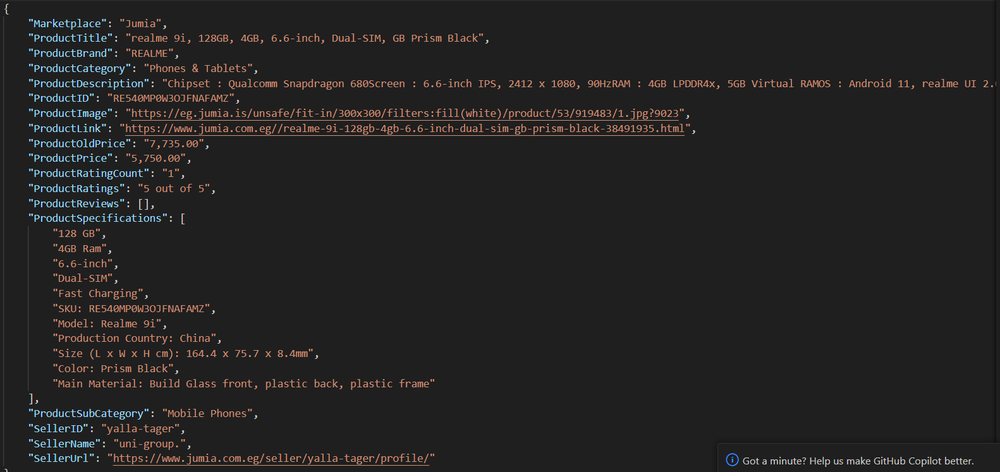 {
"Marketplace": "Jumia",
"ProductTitle": "realme 9i, 128GB, 4GB, 6.6-inch, Dual-SIM, GB Prism Black",
"ProductBrand": "REALME",
"ProductCategory": "Phones & Tablets",
"ProductDescription": "Chipset : Qualcomm Snapdragon 680Screen : 6.6-inch IPS, 2412 x 1080, 90HzRAM : 4GB LPDDR4x, 5GB Virtual RAMOS : Android 11, realme UI 2.
"ProductID": "RE540MP0W3OJFNAFAMZ",
"ProductImage": "https://eg.jumia.is/unsafe/fit-in/300x300/filters:fill(white)/product/53/919483/1.jpg?9023",
"ProductLink": "https://www.jumia.com.eg//realme-9i-128gb-4gb-6.6-inch-dual-sim-gb-prism-black-38491935.html",
"ProductOldPrice": "7,735.00",
"ProductPrice": "5,750.00",
"ProductRatingCount": "1",
"ProductRatings": "5 out of 5",
"ProductReviews": [],
"ProductSpecifications": [
"128 GB",
"4GB Ram",
"6.6-inch",
"Dual-SIM",
"Fast Charging",
"SKU: RE540MP0W3OJFNAFAMZ",
"Model: Realme 9i",
"Production Country: China",
"Size (L x W x H cm): 164.4 x 75.7 x 8.4mm",
"Color: Prism Black",
"Main Material: Build Glass front, plastic back, plastic frame"
],
"ProductSubCategory": "Mobile Phones",
"SellerID": "yalla-tager",
"SellerName": "uni-group.",
"SellerUrl": "https://www.jumia.com.eg/seller/yalla-tager/profile/"
Got a minute? Help us make GitHub Copilot better.